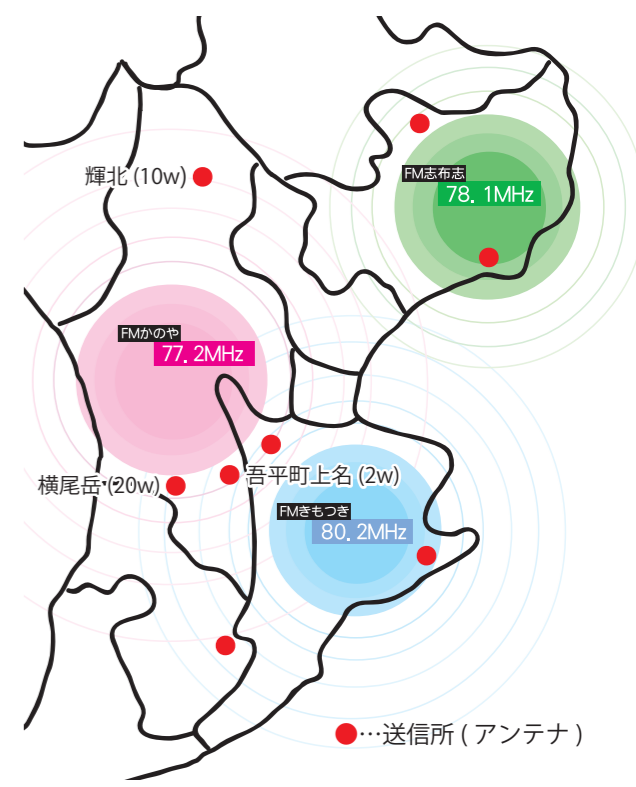 輝北 (10w)
FM志布志
78. 1MHz
FMかのや
77. 2MHz
吾平町上名 (2w)
横尾岳 (20w)
FMきもつき
80. 2MHz
…送信所 ( アンテナ )